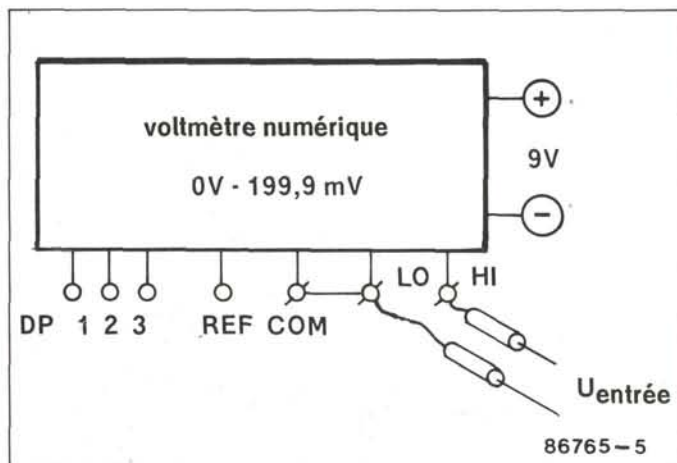 voltmètre numérique
0V - 199,9 mV
+
9V
−
LO HI
DP 1 2 3 REF COM
Uentrée
86765-5